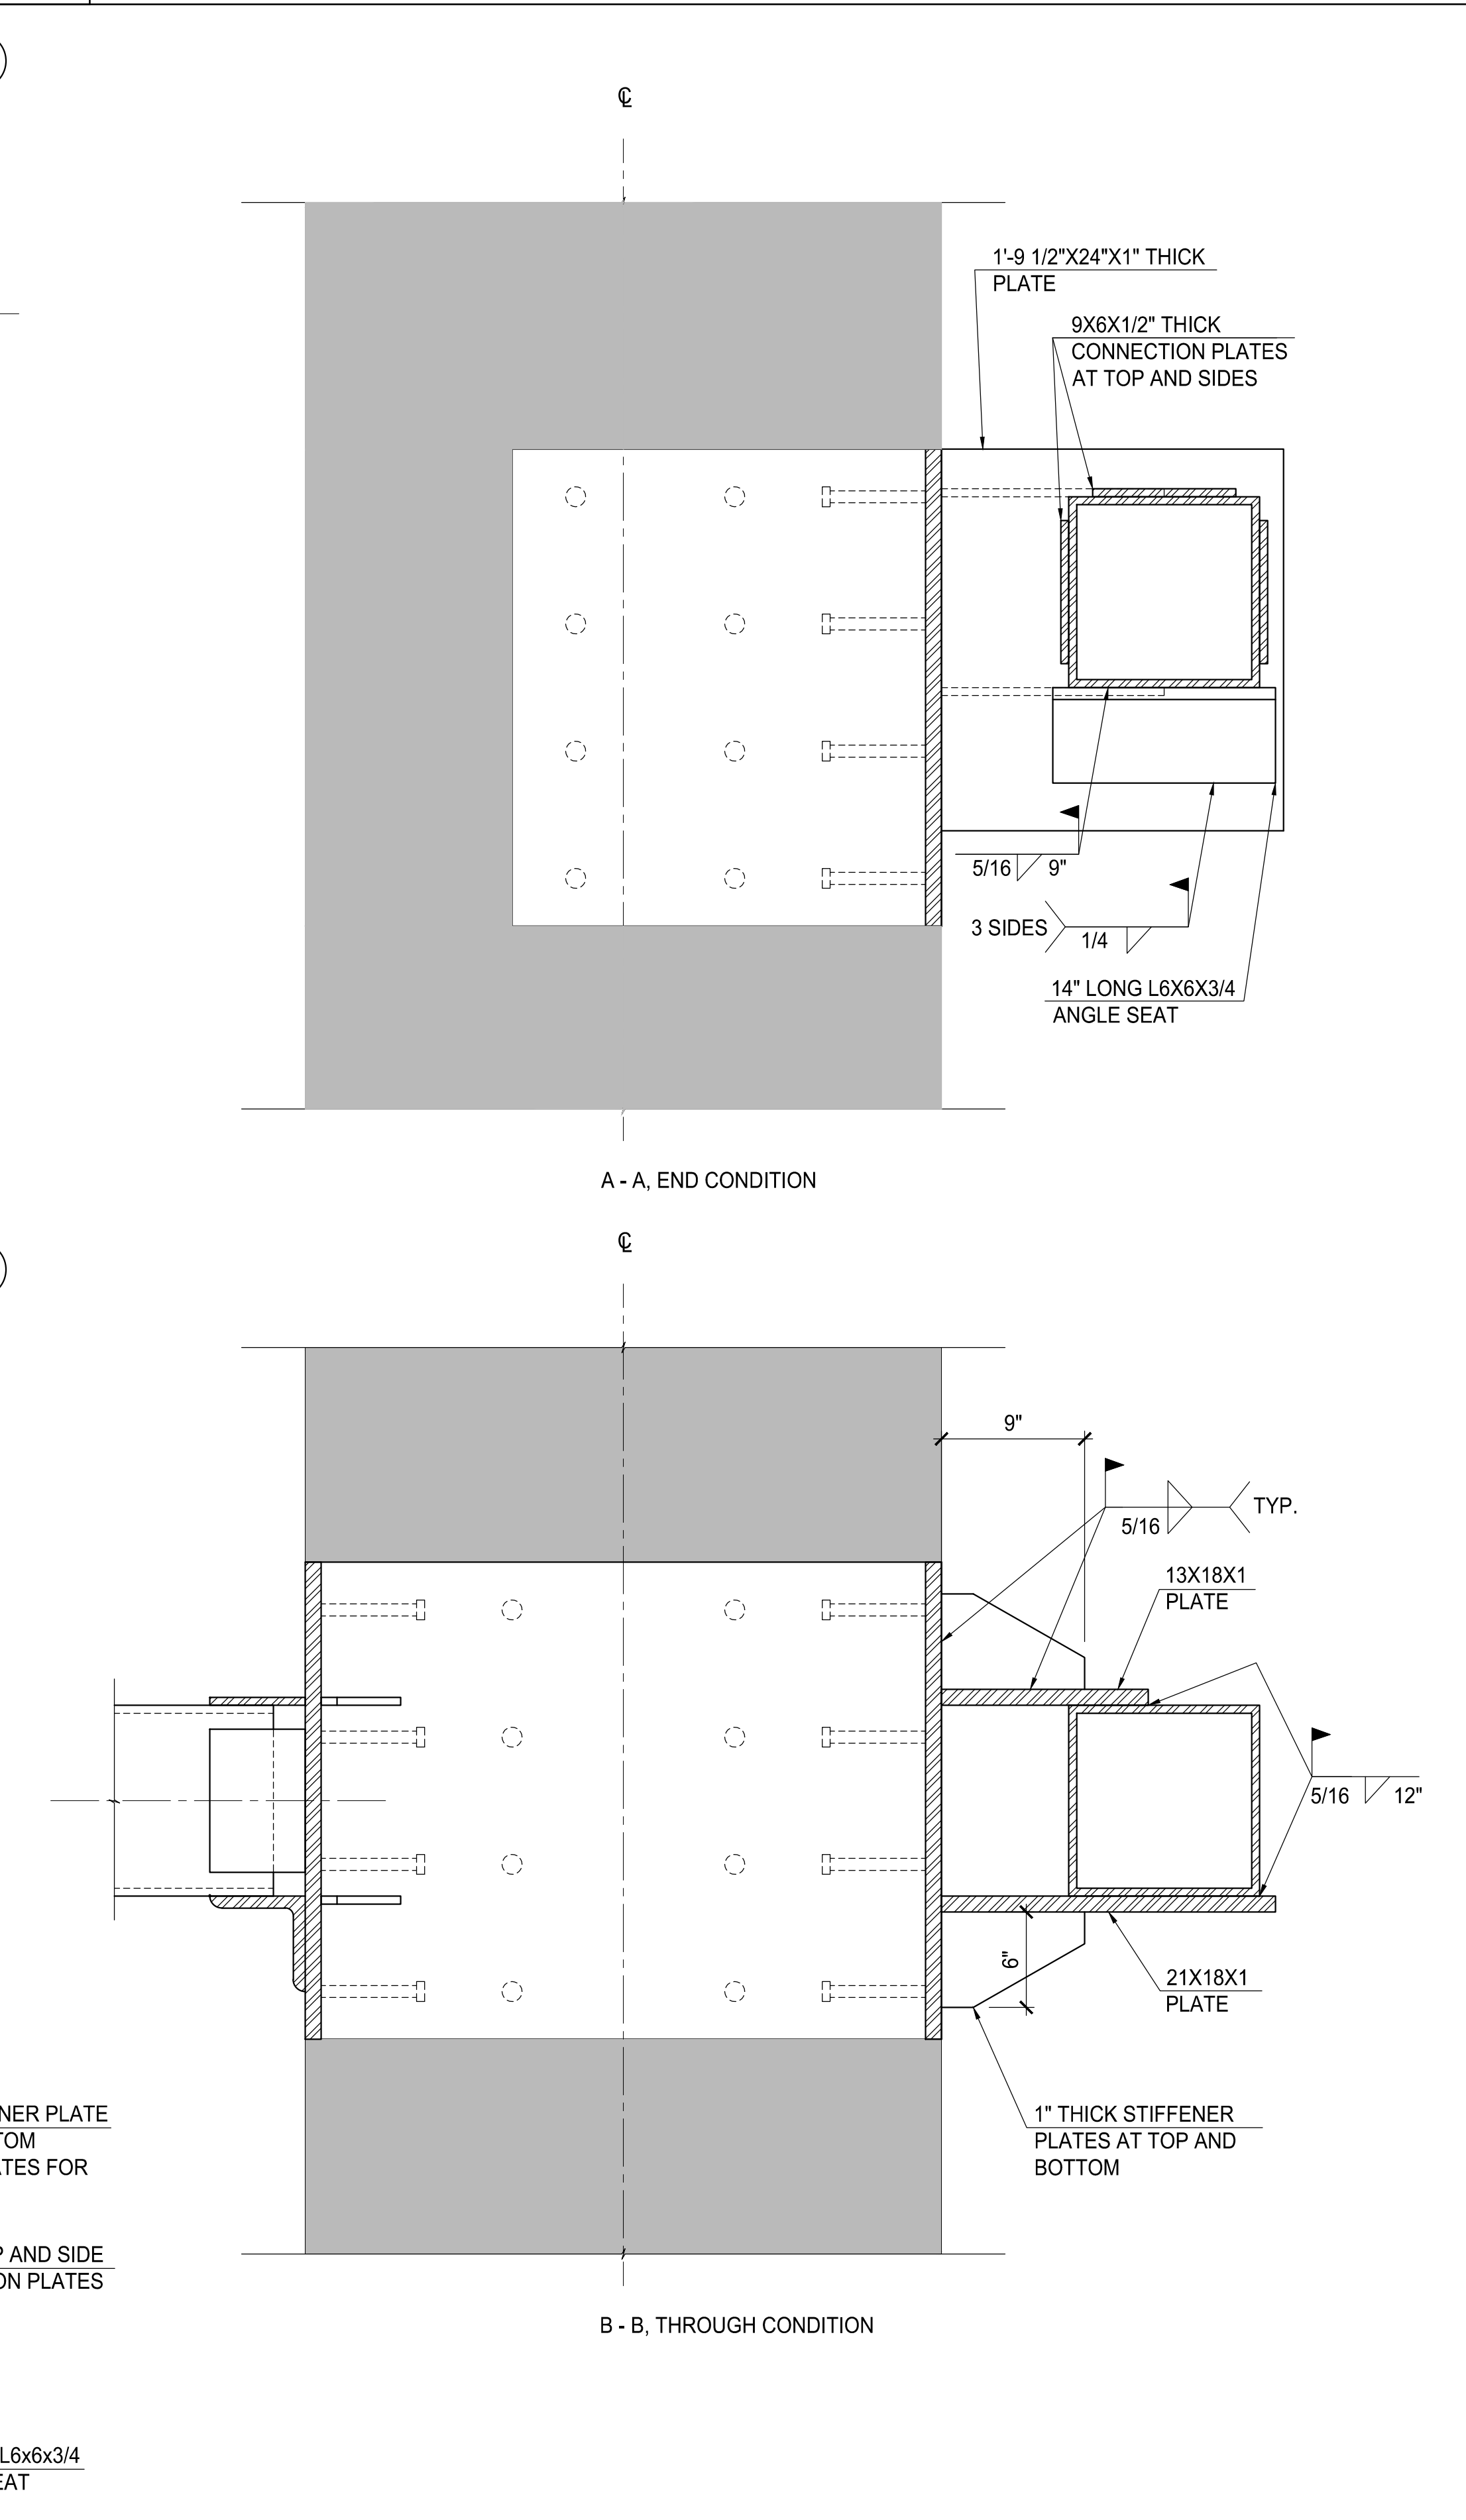 ℄
1'-9 1/2"X24"X1" THICK
PLATE
9X6X1/2" THICK
CONNECTION PLATES
AT TOP AND SIDES
5/16 9"
3 SIDES 1/4
14" LONG L6X6X3/4
ANGLE SEAT
A - A, END CONDITION
℄
9"
5/16 TYP.
13X18X1
PLATE
5/16 12"
6"
21X18X1
PLATE
NER PLATE
TOM
ATES FOR
1" THICK STIFFENER
PLATES AT TOP AND
BOTTOM
P AND SIDE
ON PLATES
B - B, THROUGH CONDITION
L6x6x3/4
EAT